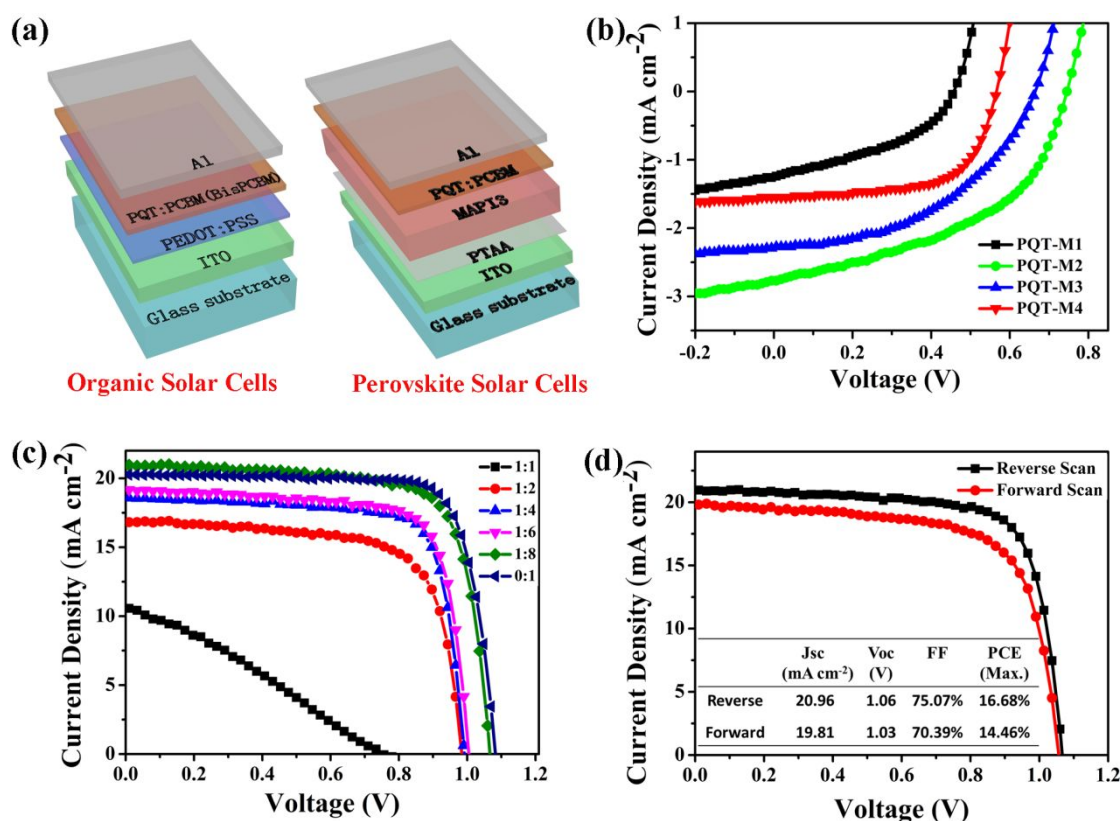 (a)
Al
PQT:PCBM(BisPCBM)
PEDOT:PSS
ITO
Glass substrate
Organic Solar Cells
Al
PQT:PCBM
MAPI3
PTAA
ITO
Glass substrate
Perovskite Solar Cells
(b)
Current Density (mA cm⁻²)
1
0
-1
-2
-3
PQT-M1
PQT-M2
PQT-M3
PQT-M4
-0.2 0.0 0.2 0.4 0.6 0.8
Voltage (V)
(c)
Current Density (mA cm⁻²)
20
15
10
5
0
1:1
1:2
1:4
1:6
1:8
0:1
0.0 0.2 0.4 0.6 0.8 1.0 1.2
Voltage (V)
(d)
Current Density (mA cm⁻²)
20
15
10
5
0
Reverse Scan
Forward Scan
Jsc Voc FF PCE
(mA cm⁻²) (V) (Max.)
Reverse 20.96 1.06 75.07% 16.68%
Forward 19.81 1.03 70.39% 14.46%
0.0 0.2 0.4 0.6 0.8 1.0 1.2
Voltage (V)